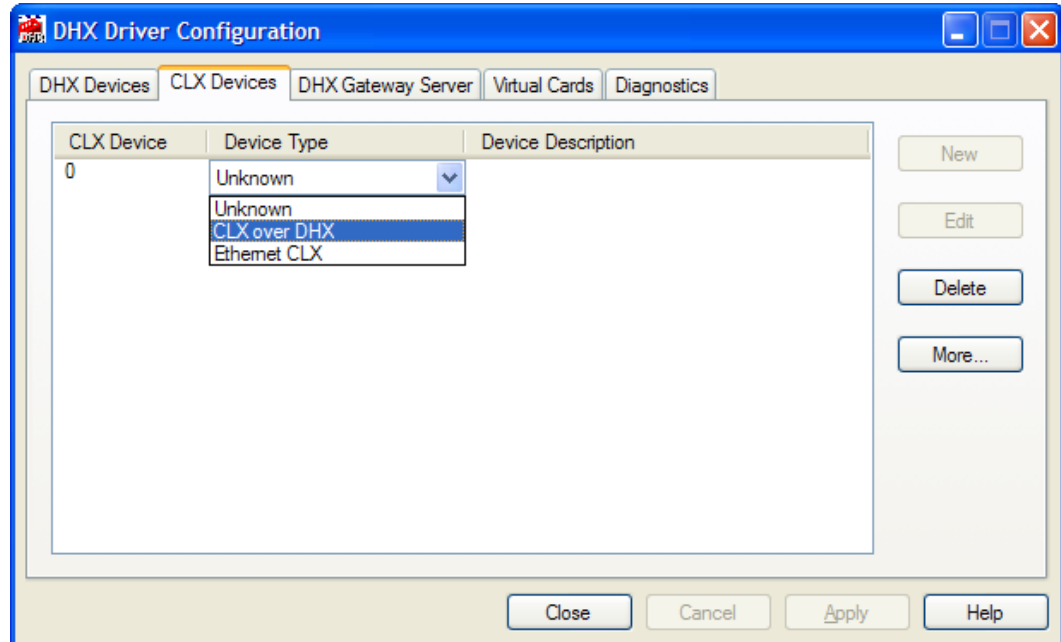 DHX Driver Configuration
DHX Devices CLX Devices DHX Gateway Server Virtual Cards Diagnostics
CLX Device Device Type Device Description
0 Unknown
Unknown
CLX over DHX
Ethernet CLX
New
Edit
Delete
More...
Close Cancel Apply Help